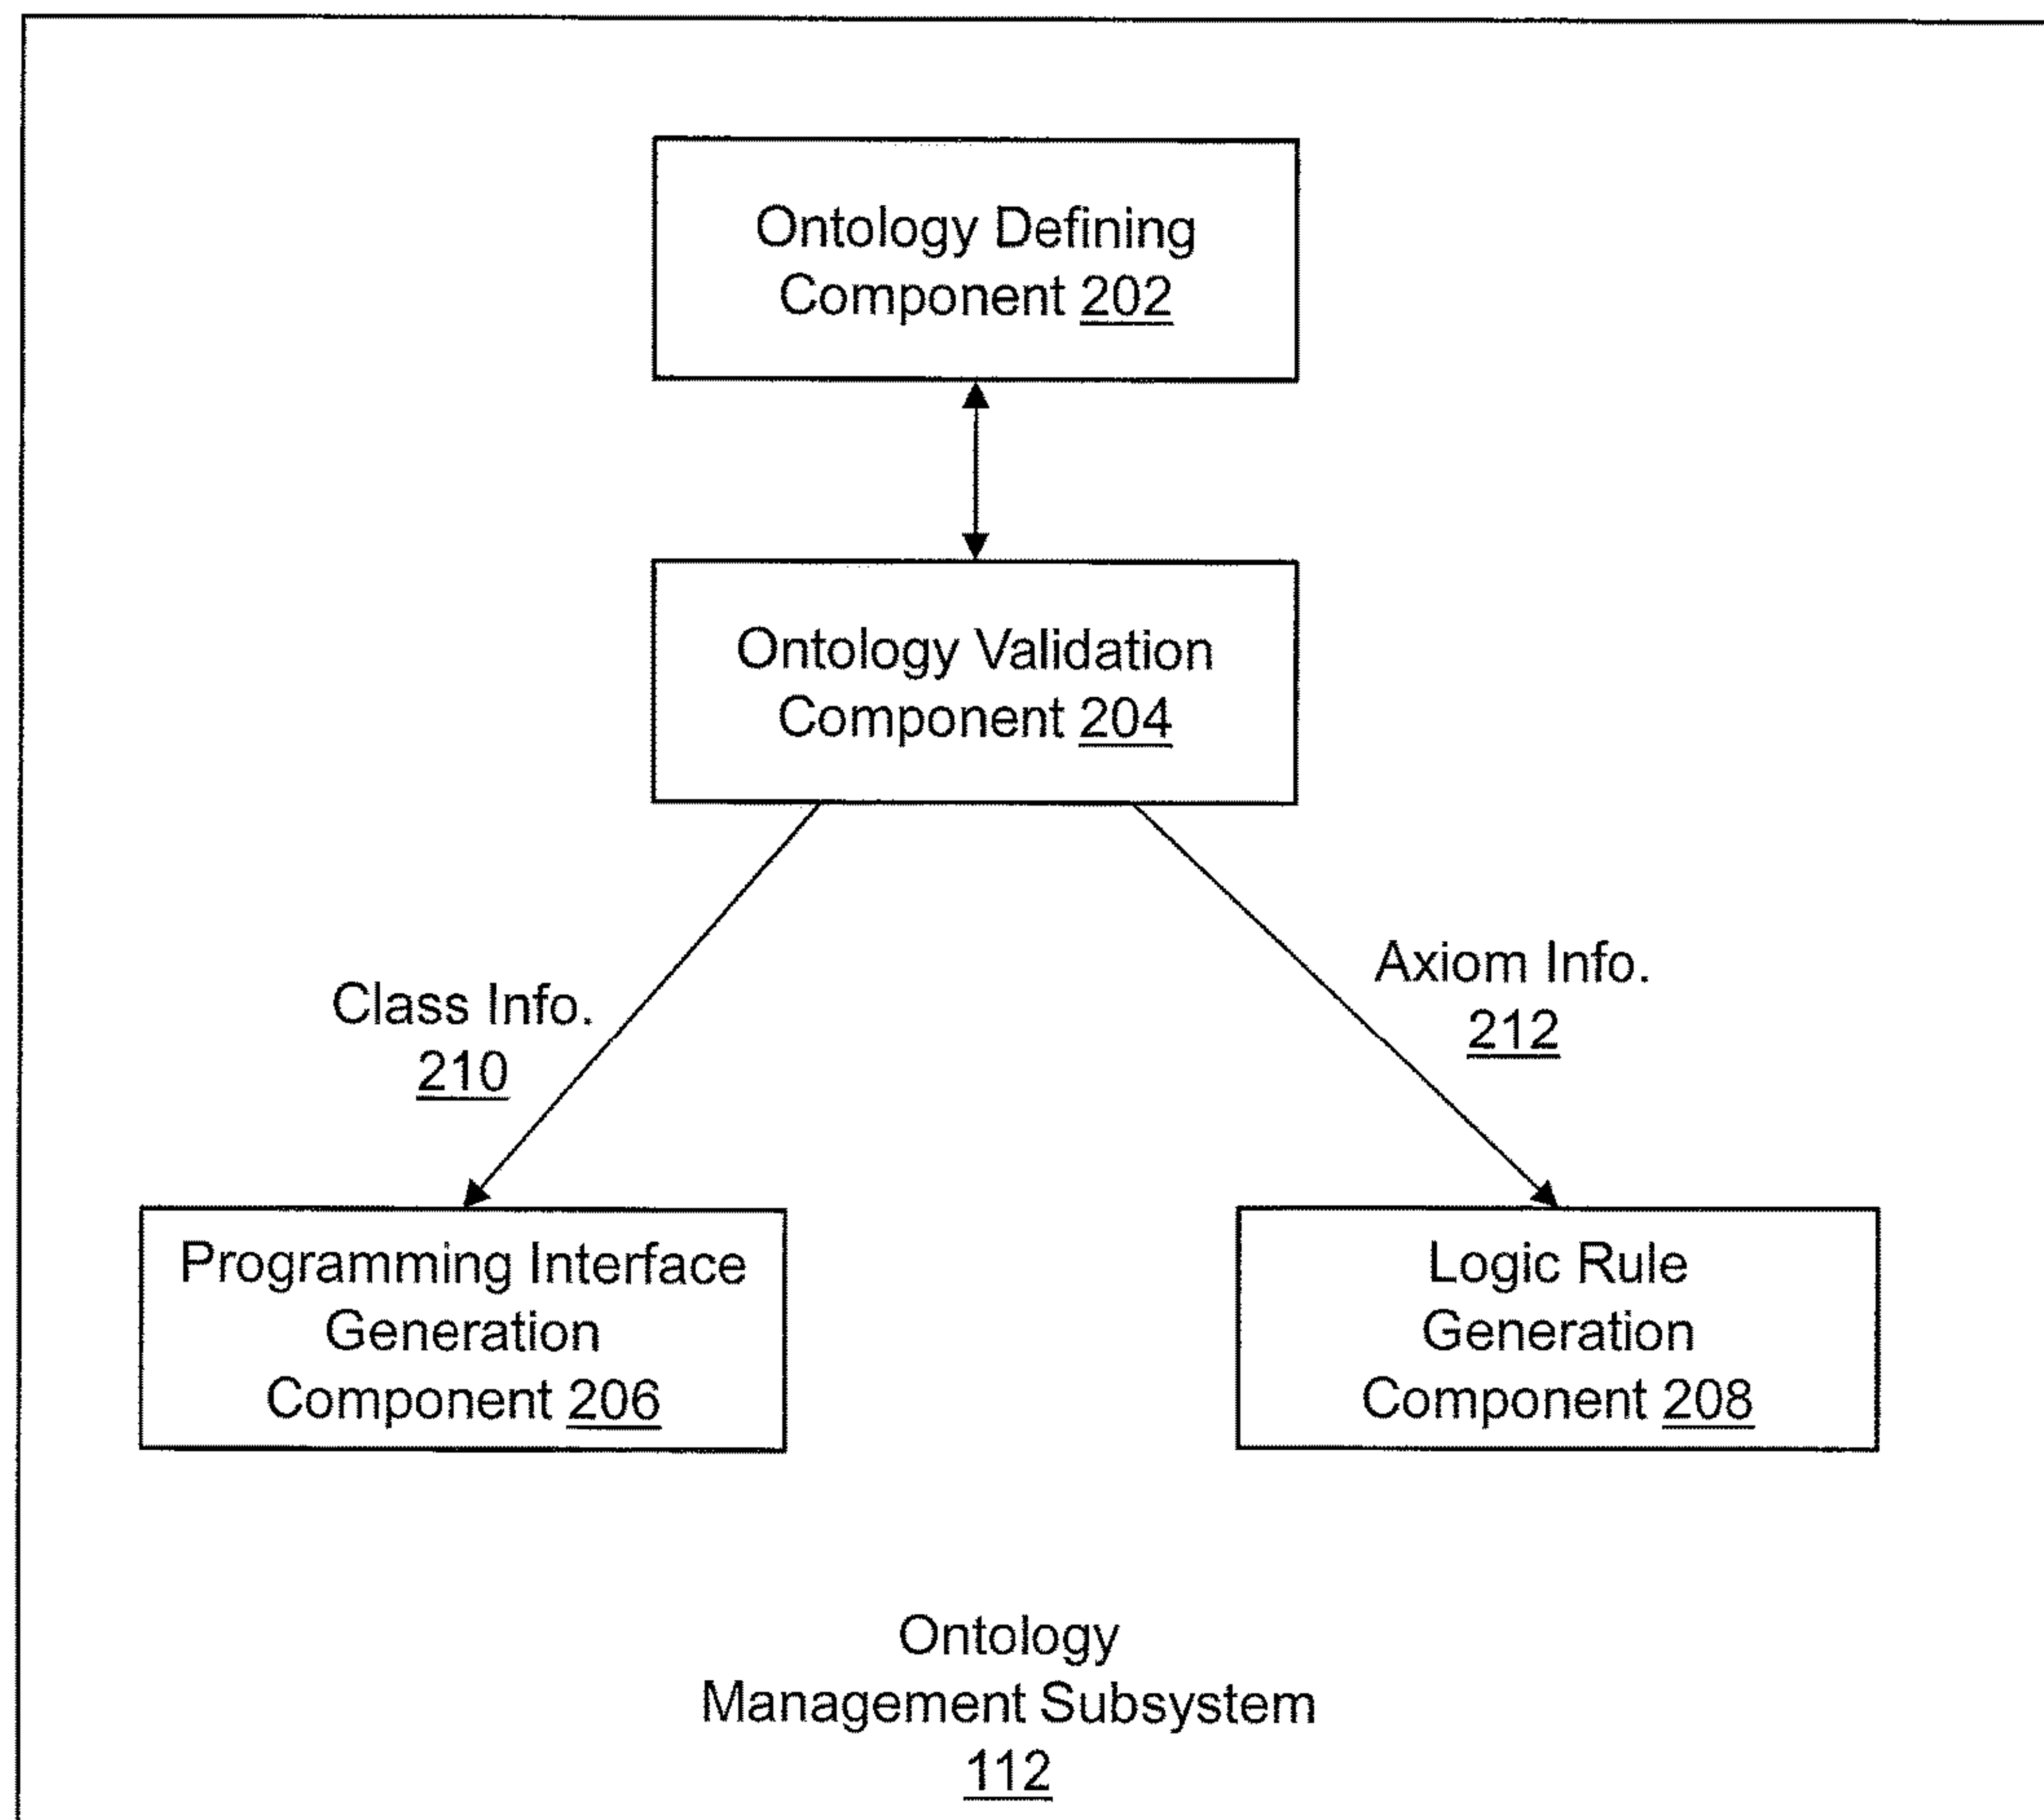 Ontology Defining
Component 202
Ontology Validation
Component 204
Class Info.
210
Axiom Info.
212
Programming Interface
Generation
Component 206
Logic Rule
Generation
Component 208
Ontology
Management Subsystem
112